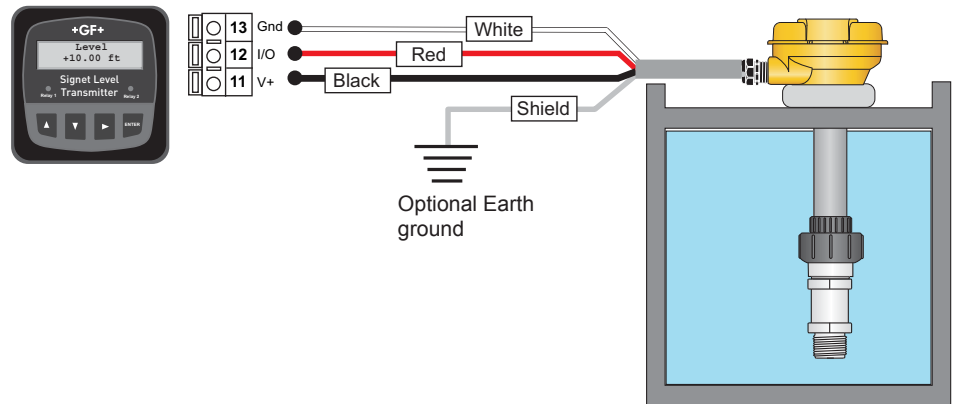 +GF+
Level
+10.00 ft
Signet Level
Transmitter
Relay 1
Relay 2
ENTER
13 Gnd
12 I/O
11 V+
White
Red
Black
Shield
Optional Earth
ground